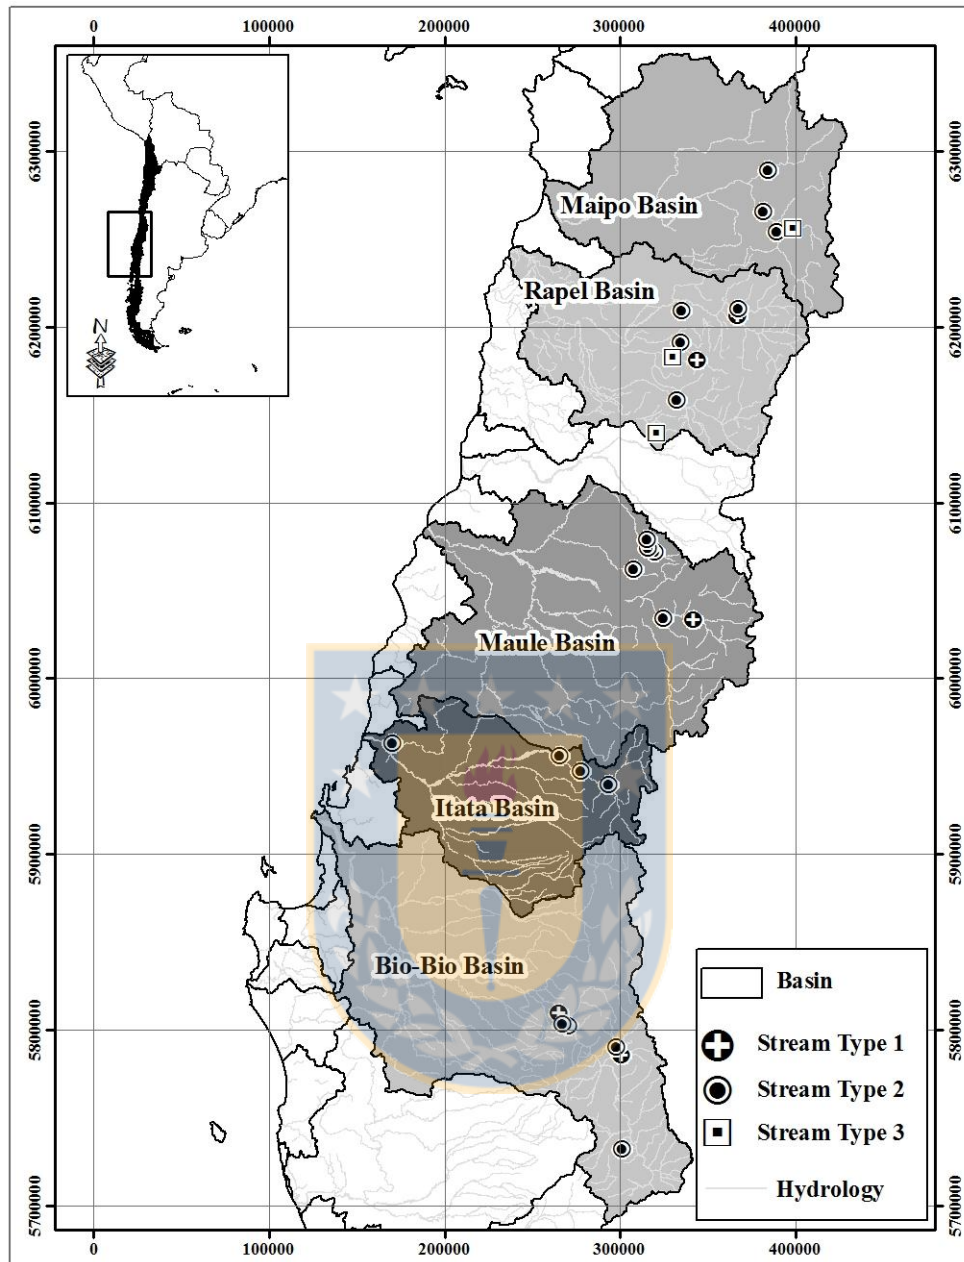 0 100000 200000 300000 400000
6300000 6300000
N
Maipo Basin
Rapel Basin
6200000 6200000
6100000 6100000
Maule Basin
6000000 6000000
Itata Basin
5900000 5900000
Bio-Bio Basin
Basin
Stream Type 1
Stream Type 2
Stream Type 3
Hydrology
5800000 5800000
5700000 5700000
0 100000 200000 300000 400000